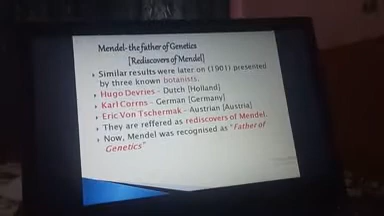 Mendel- the father of Genetics
[Rediscovers of Mendel]
Similar results were later on (1901) presented
by three known botanists.
Hugo Devries - Dutch [Holland]
Karl Corrns - German [Germany]
Eric Von Tschermak - Austrian [Austria]
They are reffered as rediscovers of Mendel.
Now, Mendel was recognised as "Father of
Genetics"